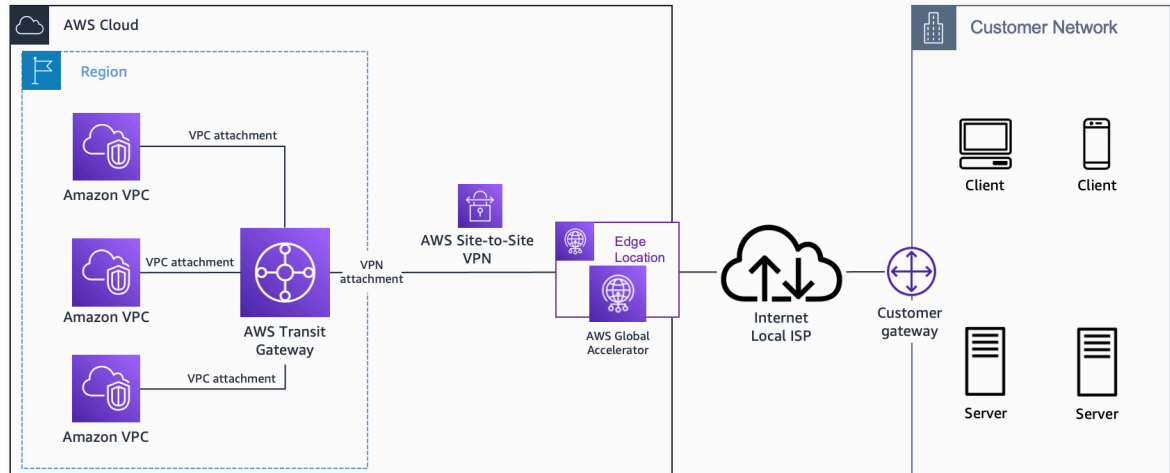 AWS Cloud
Customer Network
Region
VPC attachment
Amazon VPC
Client
Client
AWS Site-to-Site
VPN
Edge
Location
VPC attachment
VPN
attachment
Amazon VPC
AWS Transit
Gateway
AWS Global
Accelerator
Internet
Local ISP
Customer
gateway
VPC attachment
Amazon VPC
Server
Server